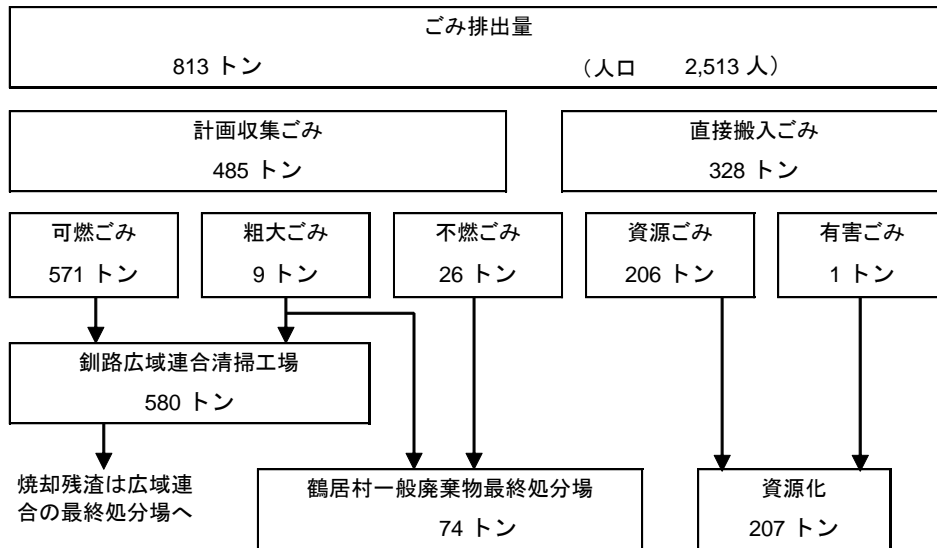 ごみ排出量
813 トン （人口 2,513 人）
計画収集ごみ
485 トン
直接搬入ごみ
328 トン
可燃ごみ
571 トン
粗大ごみ
9 トン
不燃ごみ
26 トン
資源ごみ
206 トン
有害ごみ
1 トン
釧路広域連合清掃工場
580 トン
焼却残渣は広域連
合の最終処分場へ
鶴居村一般廃棄物最終処分場
74 トン
資源化
207 トン